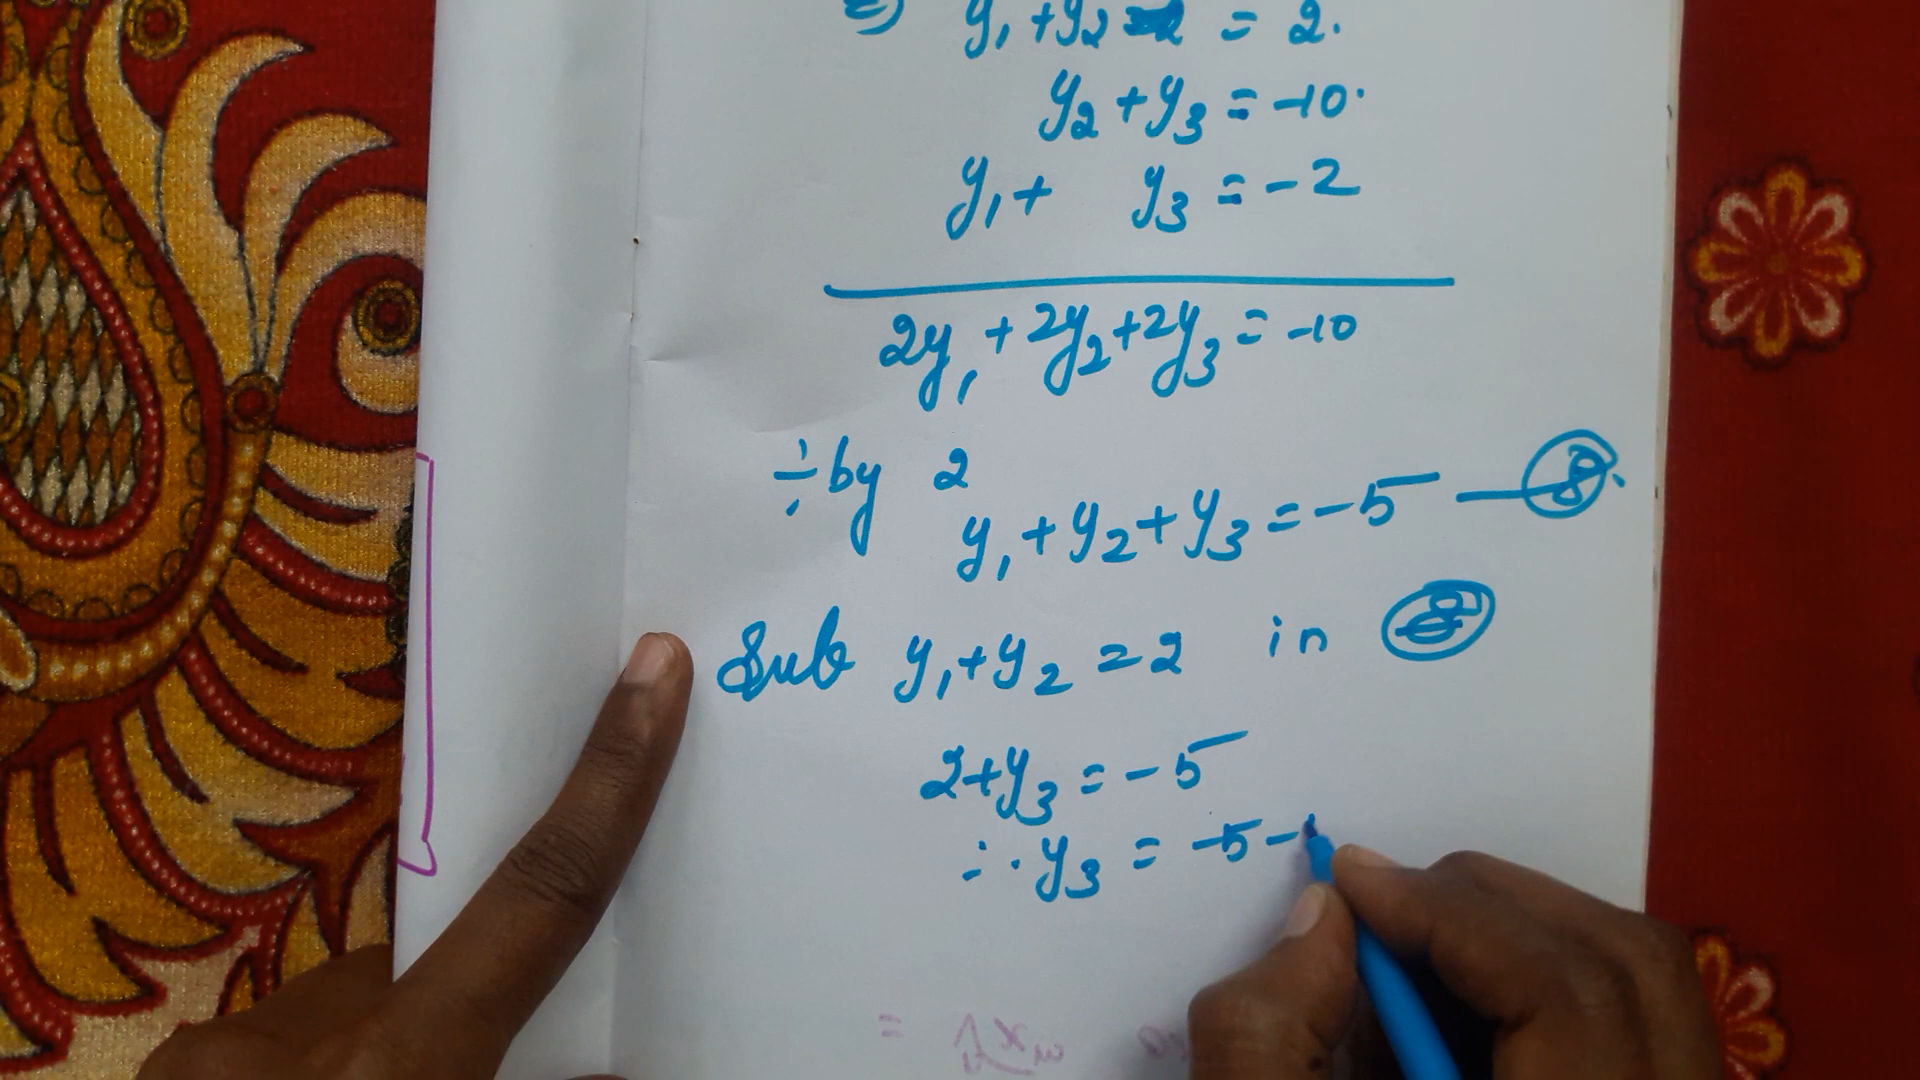 y₁ + y₂ = 2.
y₂ + y₃ = -10.
y₁ + y₃ = -2
2y₁ + 2y₂ + 2y₃ = -10
÷ by 2
y₁ + y₂ + y₃ = -5 — 8.
Sub y₁ + y₂ = 2 in 8
2 + y₃ = -5
∴ y₃ = -5 -